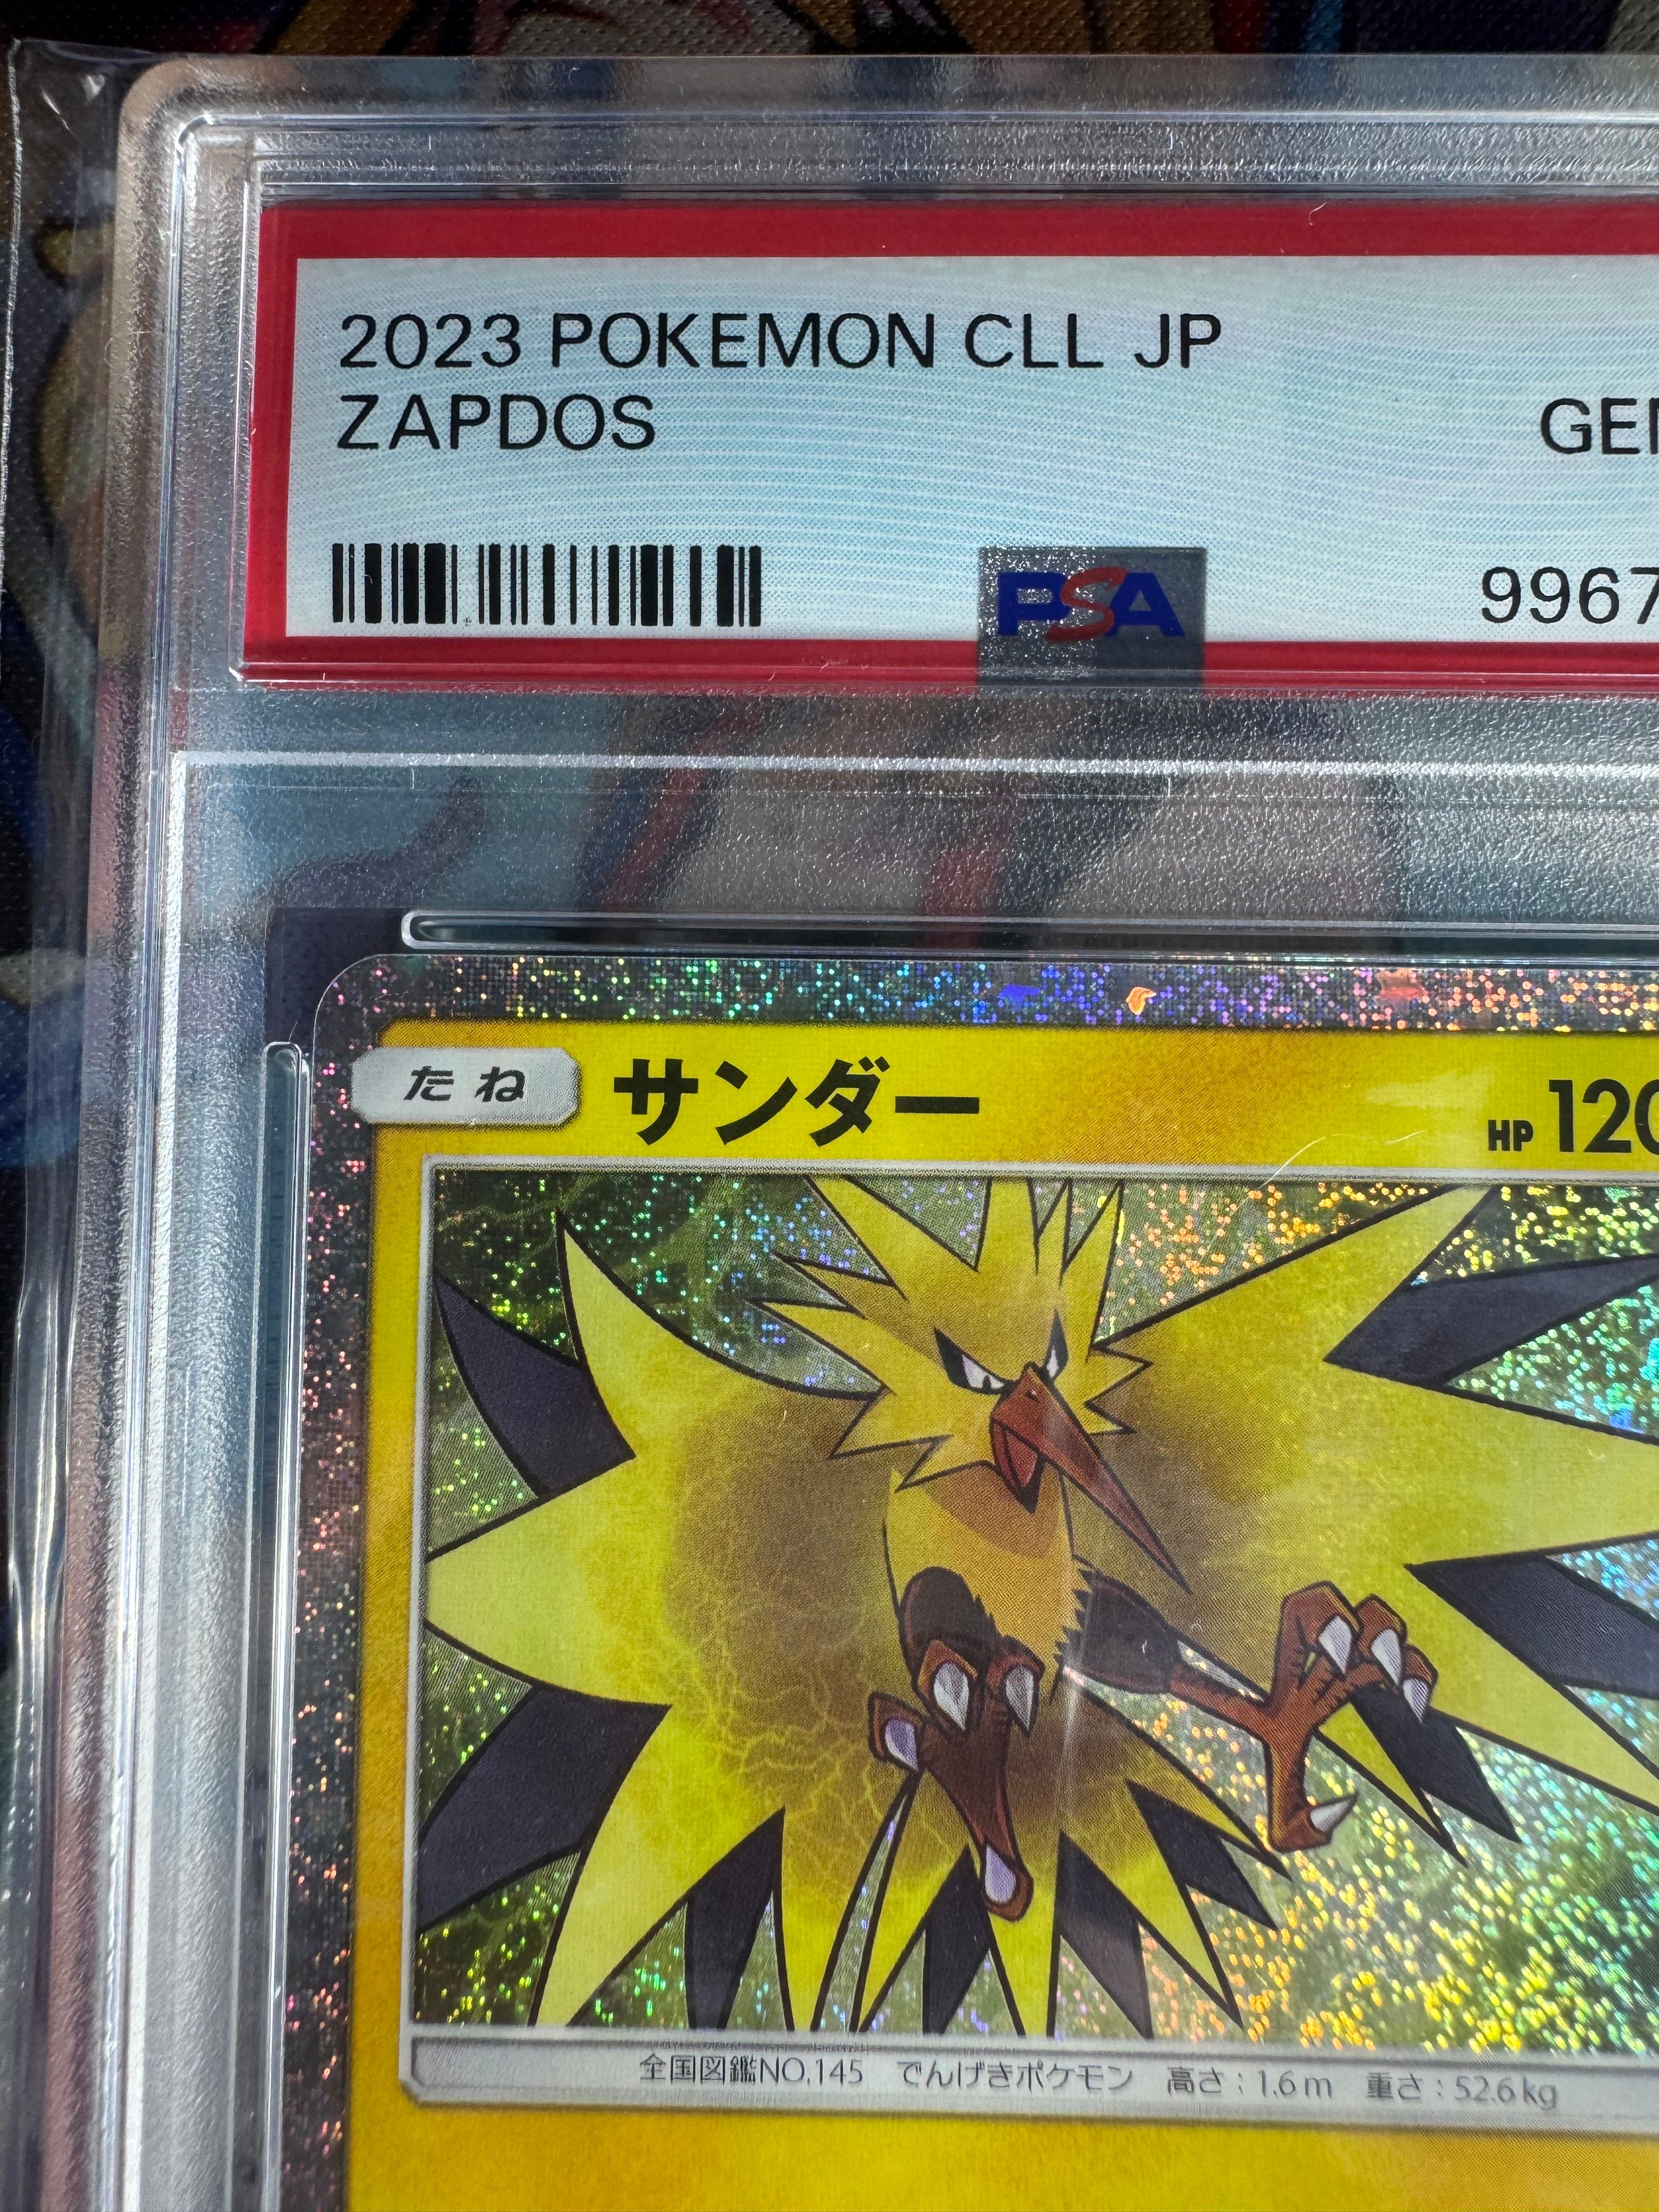 2023 POKEMON CLL JP
ZAPDOS
GEM
PSA
9967
たね サンダー HP 120
全国図鑑NO.145 でんげきポケモン 高さ:1.6m 重さ:52.6kg